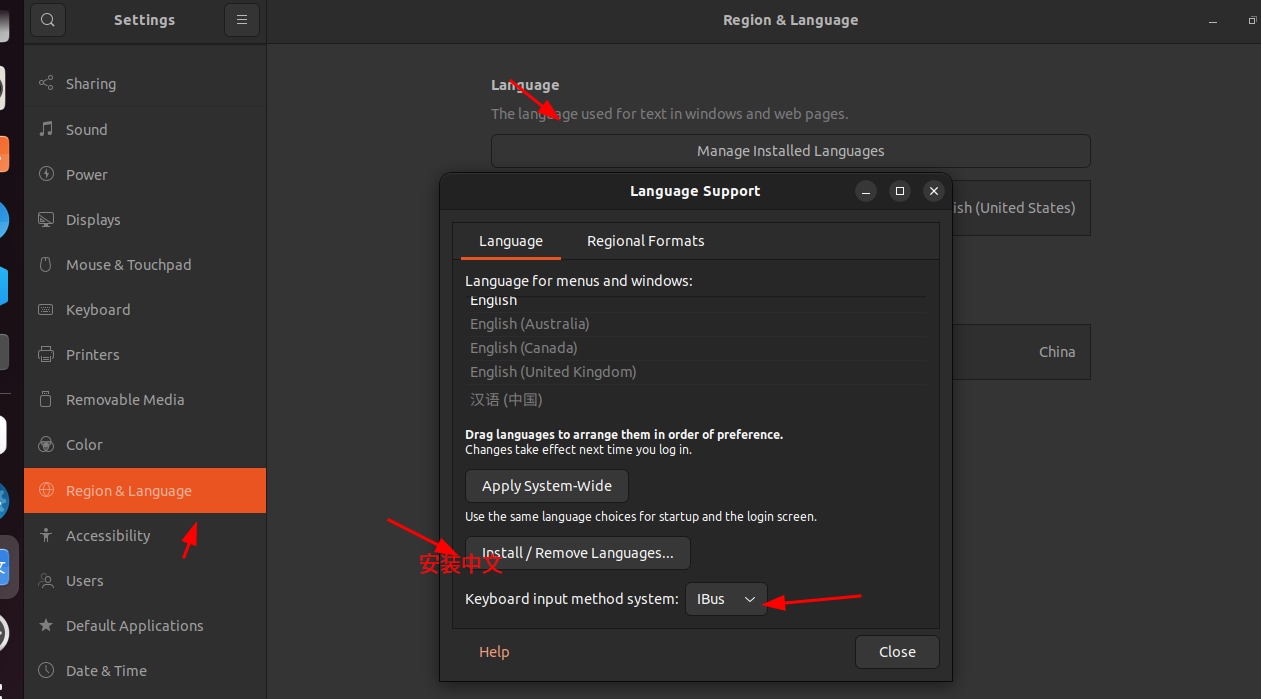 Settings
Region & Language
Sharing
Sound
Power
Displays
Mouse & Touchpad
Keyboard
Printers
Removable Media
Color
Region & Language
Accessibility
Users
Default Applications
Date & Time
Language
The language used for text in windows and web pages.
Manage Installed Languages
ish (United States)
China
Language Support
Language Regional Formats
Language for menus and windows:
English
English (Australia)
English (Canada)
English (United Kingdom)
汉语 (中国)
Drag languages to arrange them in order of preference.
Changes take effect next time you log in.
Apply System-Wide
Use the same language choices for startup and the login screen.
Install / Remove Languages...
安装中文
Keyboard input method system: IBus
Help
Close